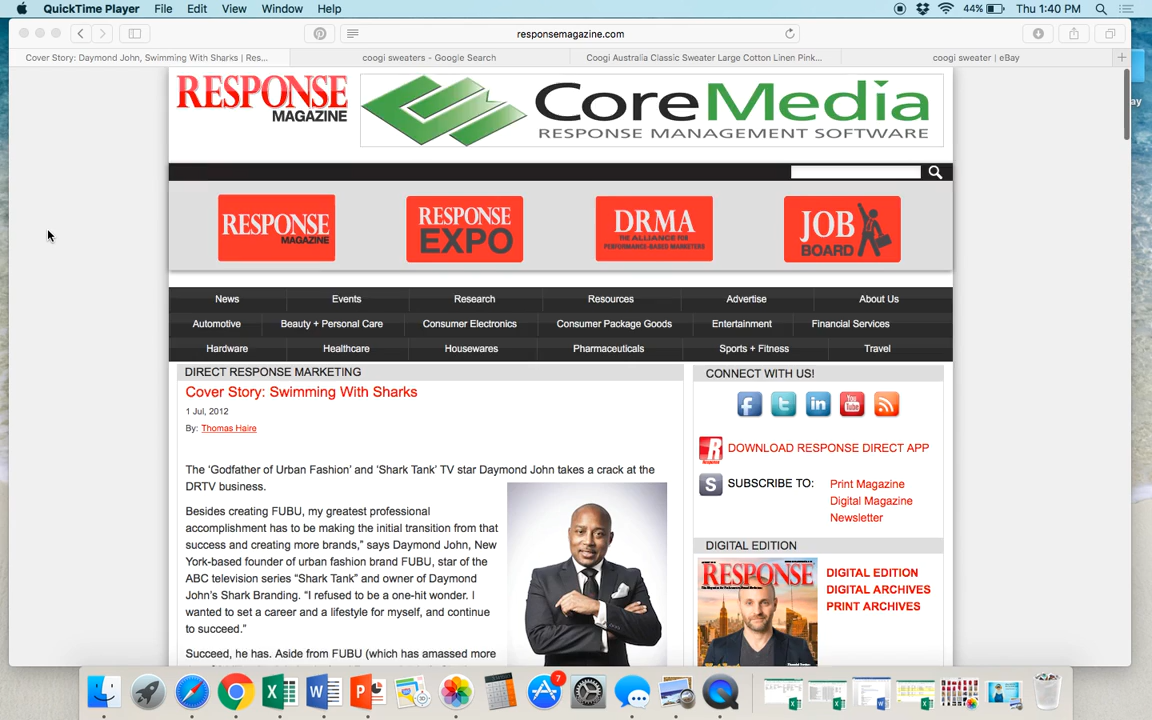 QuickTime Player File Edit View Window Help 44% Thu 1:40 PM
responsemagazine.com
Cover Story: Daymond John, Swimming With Sharks | Res... coogi sweaters - Google Search Coogi Australia Classic Sweater Large Cotton Linen Pink... coogi sweater | eBay
ay
RESPONSE
MAGAZINE
CoreMedia
RESPONSE MANAGEMENT SOFTWARE
RESPONSE
MAGAZINE
RESPONSE
EXPO
DRMA
THE ALLIANCE FOR
PERFORMANCE-BASED MARKETERS
JOB
BOARD
News Events Research Resources Advertise About Us
Automotive Beauty + Personal Care Consumer Electronics Consumer Package Goods Entertainment Financial Services
Hardware Healthcare Housewares Pharmaceuticals Sports + Fitness Travel
DIRECT RESPONSE MARKETING
Cover Story: Swimming With Sharks
1 Jul, 2012
By: Thomas Haire
The ‘Godfather of Urban Fashion’ and ‘Shark Tank’ TV star Daymond John takes a crack at the
DRTV business.
Besides creating FUBU, my greatest professional
accomplishment has to be making the initial transition from that
success and creating more brands,” says Daymond John, New
York-based founder of urban fashion brand FUBU, star of the
ABC television series “Shark Tank” and owner of Daymond
John’s Shark Branding. “I refused to be a one-hit wonder. I
wanted to set a career and a lifestyle for myself, and continue
to succeed.”
Succeed, he has. Aside from FUBU (which has amassed more
CONNECT WITH US!
You
Tube
DOWNLOAD RESPONSE DIRECT APP
SUBSCRIBE TO:
Print Magazine
Digital Magazine
Newsletter
DIGITAL EDITION
RESPONSE
DIGITAL EDITION
DIGITAL ARCHIVES
PRINT ARCHIVES
7